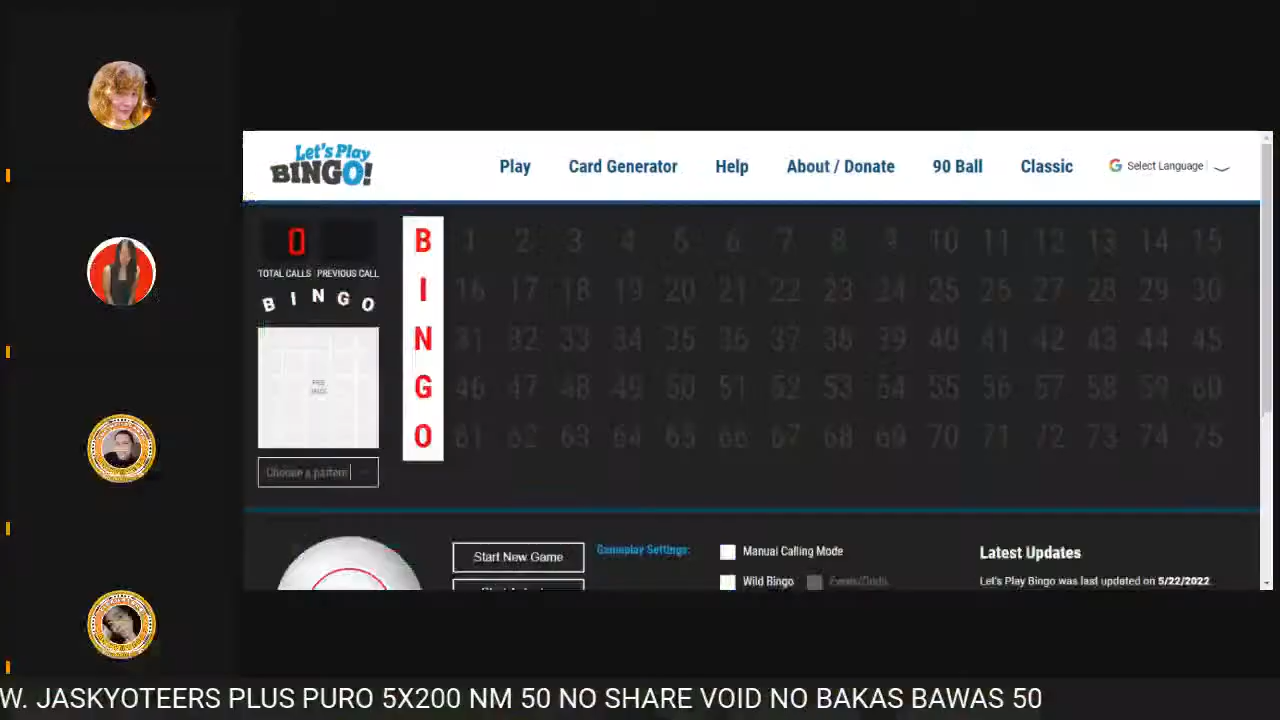 Let's Play
BINGO!
Play Card Generator Help About / Donate 90 Ball Classic Select Language
0
TOTAL CALLS PREVIOUS CALL
B I N G O
FREE
SPACE
Choose a pattern
B 1 2 3 4 5 6 7 8 9 10 11 12 13 14 15
I 16 17 18 19 20 21 22 23 24 25 26 27 28 29 30
N 31 32 33 34 35 36 37 38 39 40 41 42 43 44 45
G 46 47 48 49 50 51 52 53 54 55 56 57 58 59 60
O 61 62 63 64 65 66 67 68 69 70 71 72 73 74 75
Start New Game
Gameplay Settings:
Manual Calling Mode
Wild Bingo
Latest Updates
Let's Play Bingo was last updated on 5/22/2022
W. JASKYOTEERS PLUS PURO 5X200 NM 50 NO SHARE VOID NO BAKAS BAWAS 50